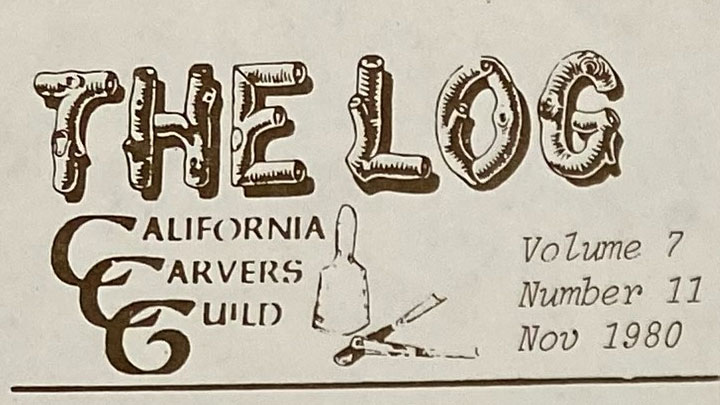 THE LOG
CALIFORNIA
CARVERS
GUILD
Volume 7
Number 11
Nov 1980